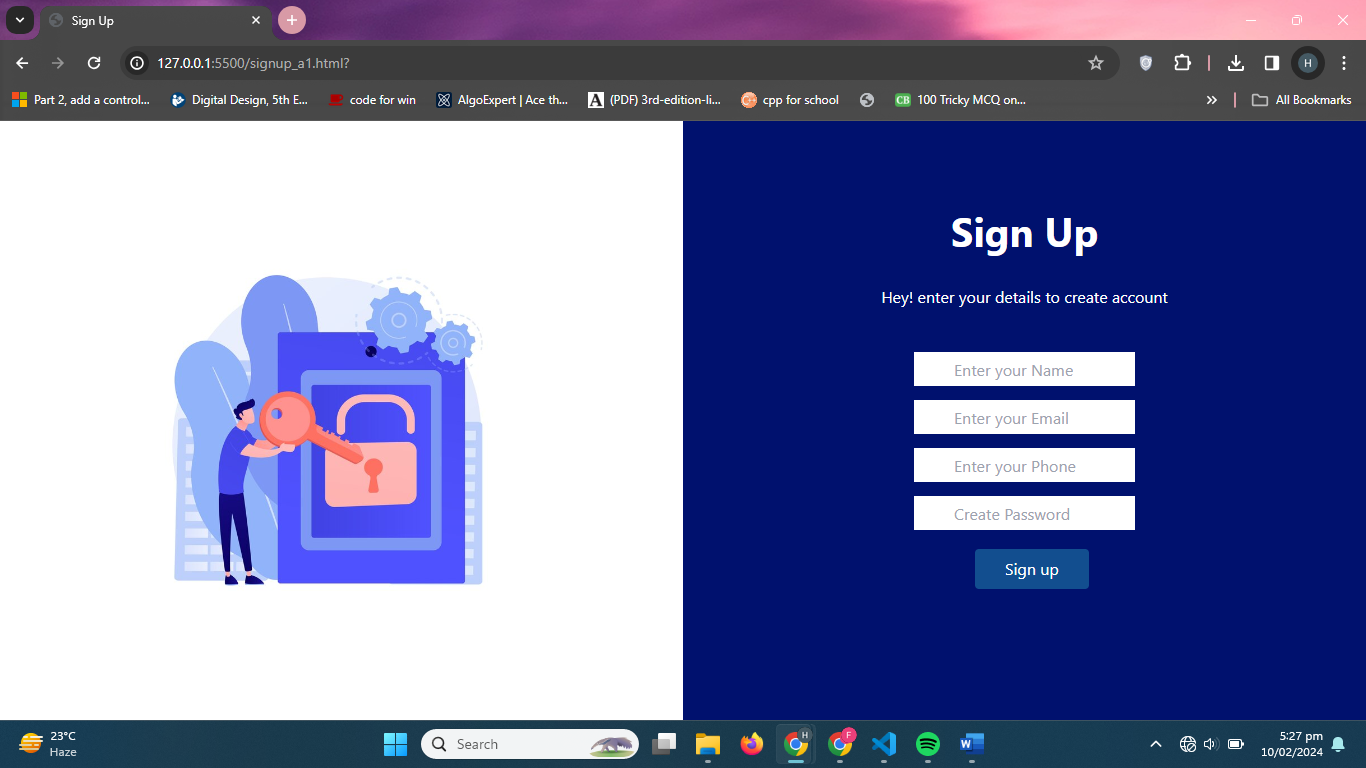 Sign Up
127.0.0.1:5500/signup_a1.html?
H
Part 2, add a control...
Digital Design, 5th E...
code for win
AlgoExpert | Ace th...
A
(PDF) 3rd-edition-li...
cpp for school
CB
100 Tricky MCQ on...
All Bookmarks
Sign Up
Hey! enter your details to create account
Enter your Name
Enter your Email
Enter your Phone
Create Password
Sign up
23°C
Haze
Search
H
F
W
5:27 pm
10/02/2024